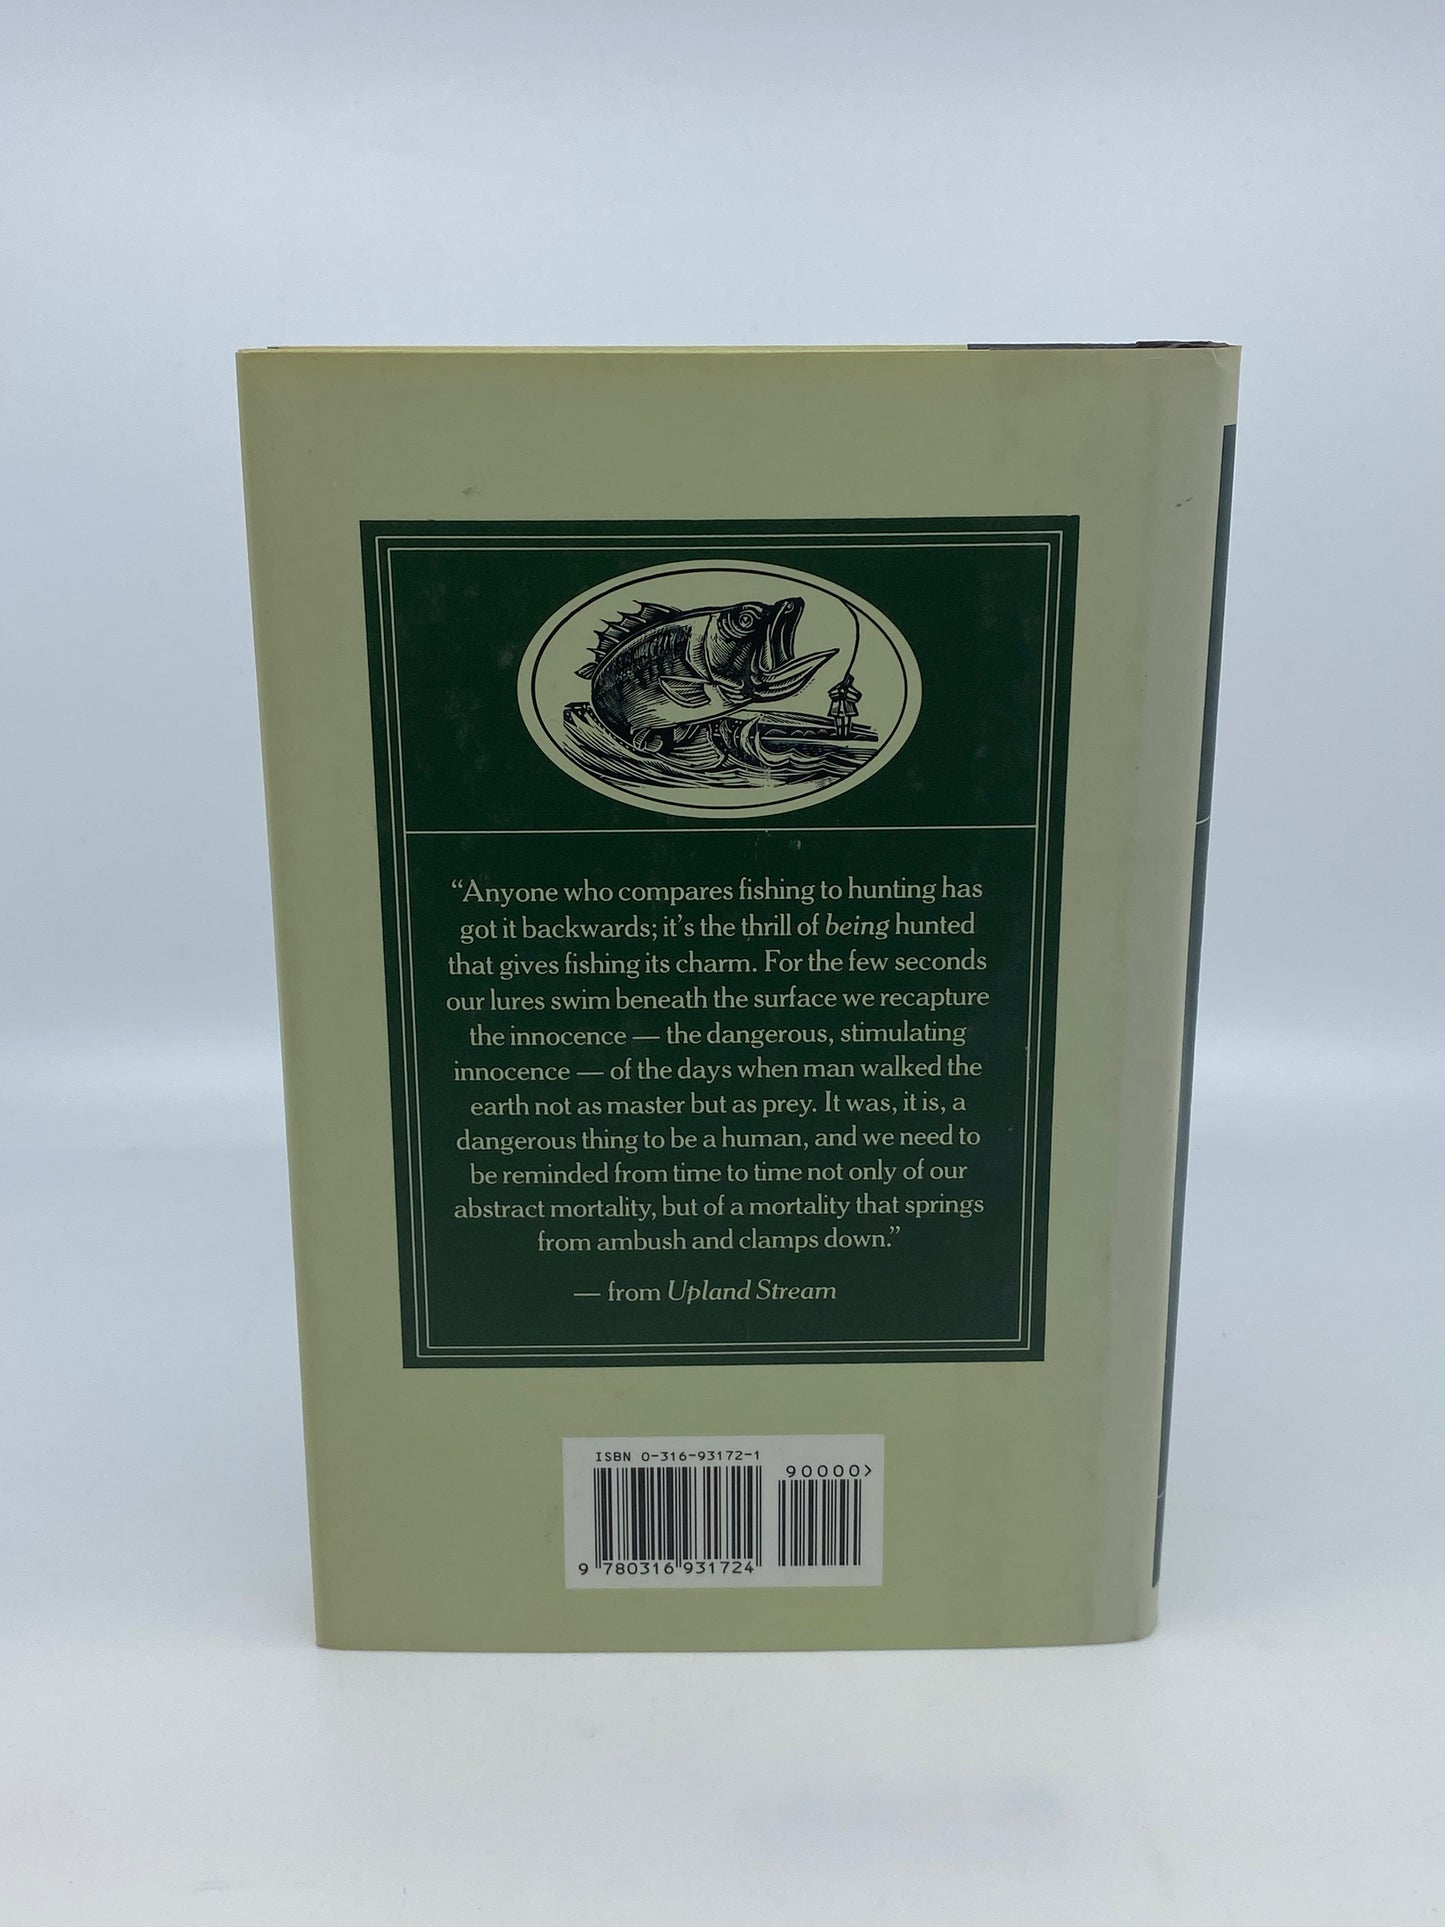 “Anyone who compares fishing to hunting has
got it backwards; it’s the thrill of being hunted
that gives fishing its charm. For the few seconds
our lures swim beneath the surface we recapture
the innocence — the dangerous, stimulating
innocence — of the days when man walked the
earth not as master but as prey. It was, it is, a
dangerous thing to be a human, and we need to
be reminded from time to time not only of our
abstract mortality, but of a mortality that springs
from ambush and clamps down.”
— from Upland Stream
ISBN 0-316-93172-1
90000>
9 780316 931724